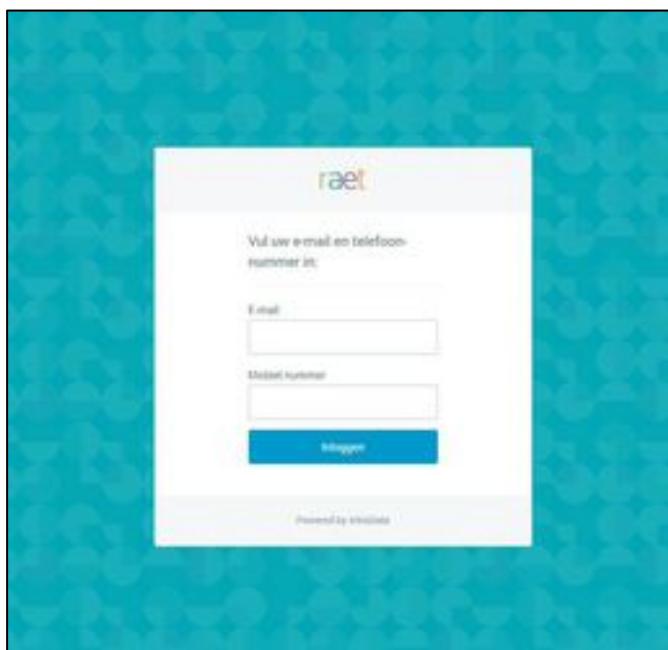 raet
Vul uw e-mail en telefoon-
nummer in:
E-mail
Mobiel nummer
Inloggen
Powered by